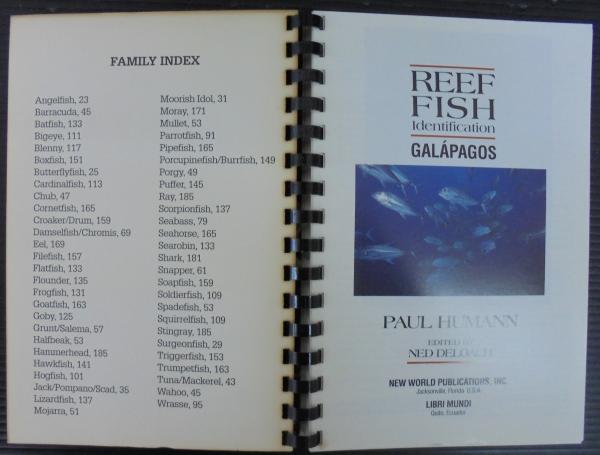 FAMILY INDEX
Angelfish, 23
Barracuda, 45
Batfish, 133
Bigeye, 111
Blenny, 117
Boxfish, 151
Butterflyfish, 25
Cardinalfish, 113
Chub, 47
Cornetfish, 165
Croaker/Drum, 159
Damselfish/Chromis, 69
Eel, 169
Filefish, 157
Flatfish, 133
Flounder, 135
Frogfish, 131
Goatfish, 163
Goby, 125
Grunt/Salema, 57
Halfbeak, 53
Hammerhead, 185
Hawkfish, 141
Hogfish, 101
Jack/Pompano/Scad, 35
Lizardfish, 137
Mojarra, 51
Moorish Idol, 31
Moray, 171
Mullet, 53
Parrotfish, 91
Pipefish, 165
Porcupinefish/Burrfish, 149
Porgy, 49
Puffer, 145
Ray, 185
Scorpionfish, 137
Seabass, 79
Seahorse, 165
Searobin, 133
Shark, 181
Snapper, 61
Soapfish, 159
Soldierfish, 109
Spadefish, 53
Squirrelfish, 109
Stingray, 185
Surgeonfish, 29
Triggerfish, 153
Trumpetfish, 163
Tuna/Mackerel, 43
Wahoo, 45
Wrasse, 95
REEF
FISH
Identification
GALÁPAGOS
PAUL HUMANN
EDITED BY
NED DELOACH
NEW WORLD PUBLICATIONS, INC.
Jacksonville, Florida U.S.A.
LIBRI MUNDI
Quito, Ecuador